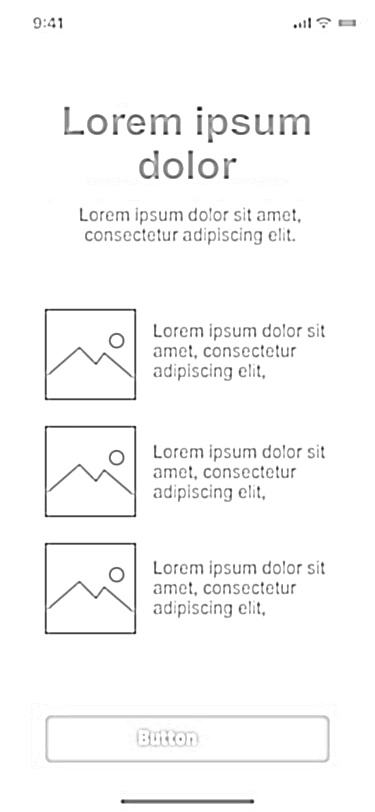 9:41
Lorem ipsum
dolor
Lorem ipsum dolor sit amet,
consectetur adipiscing elit.
Lorem ipsum dolor sit
amet, consectetur
adipiscing elit,
Lorem ipsum dolor sit
amet, consectetur
adipiscing elit,
Lorem ipsum dolor sit
amet, consectetur
adipiscing elit,
Button